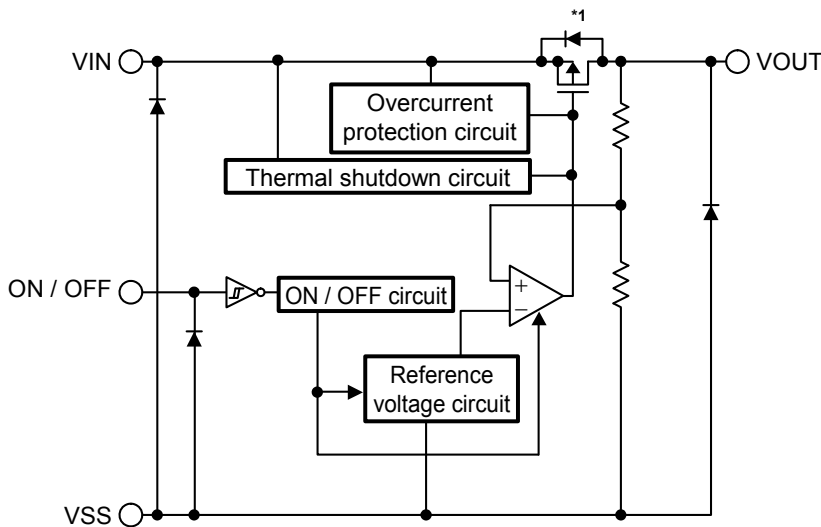 *1
VIN
VOUT
Overcurrent
protection circuit
Thermal shutdown circuit
ON / OFF
ON / OFF circuit
+
−
Reference
voltage circuit
VSS